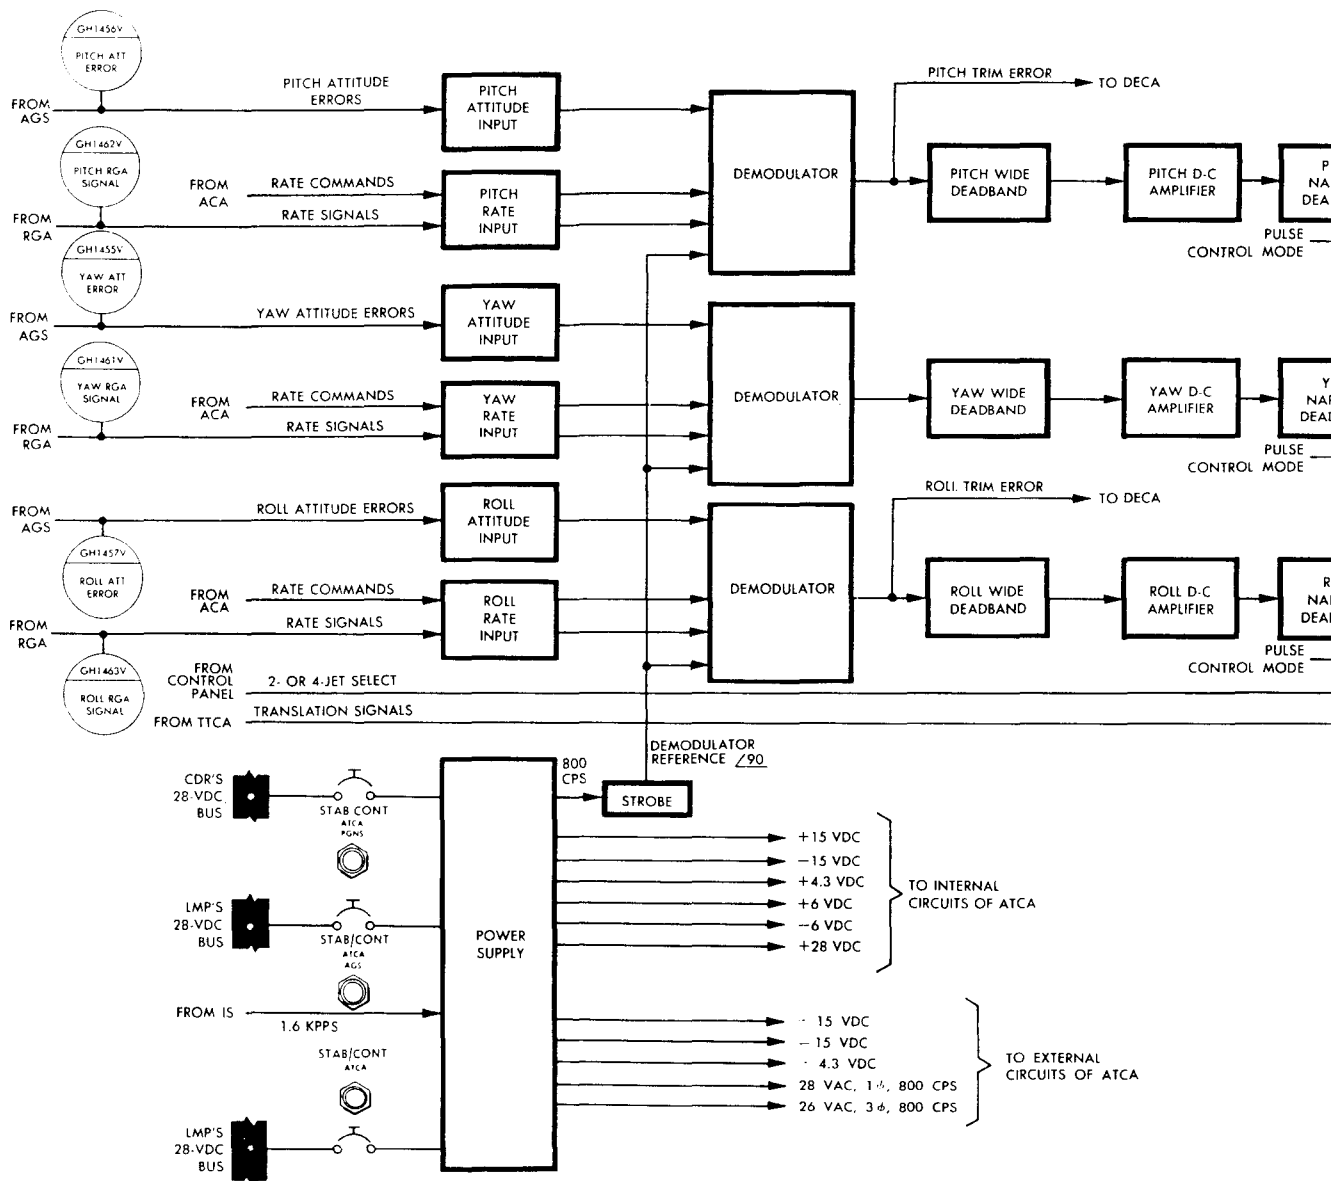 GH1456V
PITCH ATT
ERROR
FROM
AGS
PITCH ATTITUDE
ERRORS
PITCH
ATTITUDE
INPUT
GH1462V
PITCH RGA
SIGNAL
FROM
ACA
RATE COMMANDS
FROM
RGA
RATE SIGNALS
PITCH
RATE
INPUT
DEMODULATOR
PITCH TRIM ERROR
TO DECA
PITCH WIDE
DEADBAND
PITCH D-C
AMPLIFIER
P
NA
DEA
PULSE
CONTROL MODE
GH1455V
YAW ATT
ERROR
FROM
AGS
YAW ATTITUDE ERRORS
YAW
ATTITUDE
INPUT
GH1461V
YAW RGA
SIGNAL
FROM
ACA
RATE COMMANDS
FROM
RGA
RATE SIGNALS
YAW
RATE
INPUT
DEMODULATOR
YAW WIDE
DEADBAND
YAW D-C
AMPLIFIER
Y
NAR
DEAD
PULSE
CONTROL MODE
FROM
AGS
ROLL ATTITUDE ERRORS
ROLL
ATTITUDE
INPUT
GH1457V
ROLL ATT
ERROR
FROM
ACA
RATE COMMANDS
FROM
RGA
RATE SIGNALS
ROLL
RATE
INPUT
DEMODULATOR
ROLL TRIM ERROR
TO DECA
ROLL WIDE
DEADBAND
ROLL D-C
AMPLIFIER
R
NAR
DEAD
PULSE
CONTROL MODE
GH1463V
ROLL RGA
SIGNAL
FROM
CONTROL
PANEL
2- OR 4-JET SELECT
FROM TTCA
TRANSLATION SIGNALS
DEMODULATOR
REFERENCE /90
800
CPS
STROBE
CDR'S
28-VDC
BUS
STAB CONT
ATCA
PGNS
LMP'S
28-VDC
BUS
STAB/CONT
ATCA
AGS
FROM IS
1.6 KPPS
STAB/CONT
ATCA
LMP'S
28-VDC
BUS
POWER
SUPPLY
+15 VDC
-15 VDC
+4.3 VDC
+6 VDC
-6 VDC
+28 VDC
TO INTERNAL
CIRCUITS OF ATCA
- 15 VDC
- 15 VDC
- 4.3 VDC
28 VAC, 1ϕ, 800 CPS
26 VAC, 3ϕ, 800 CPS
TO EXTERNAL
CIRCUITS OF ATCA